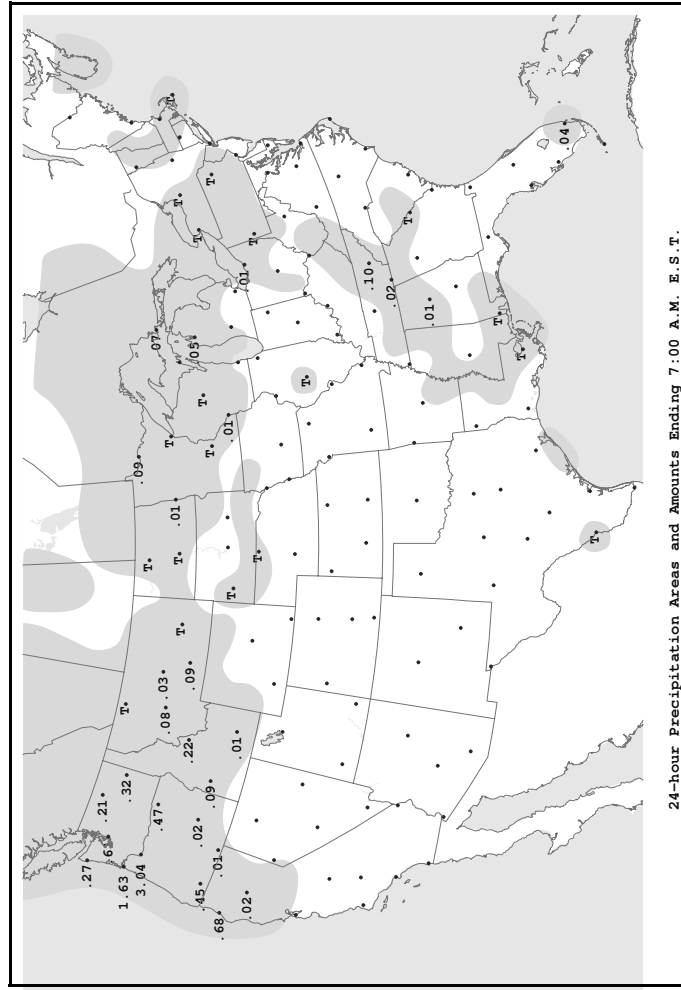 .27
.21
1.63
.32
T
3.04
.09
T
.47
.07
.08
.03
T
T
.01
T
T
T
.22
.09
.05
.45
.02
T
T
.09
T
T
.68
.01
.01
T
.01
.01
.02
T
T
T
.10
.02
T
.01
T
T
.04
T
24-hour Precipitation Areas and Amounts Ending 7:00 A.M. E.S.T.